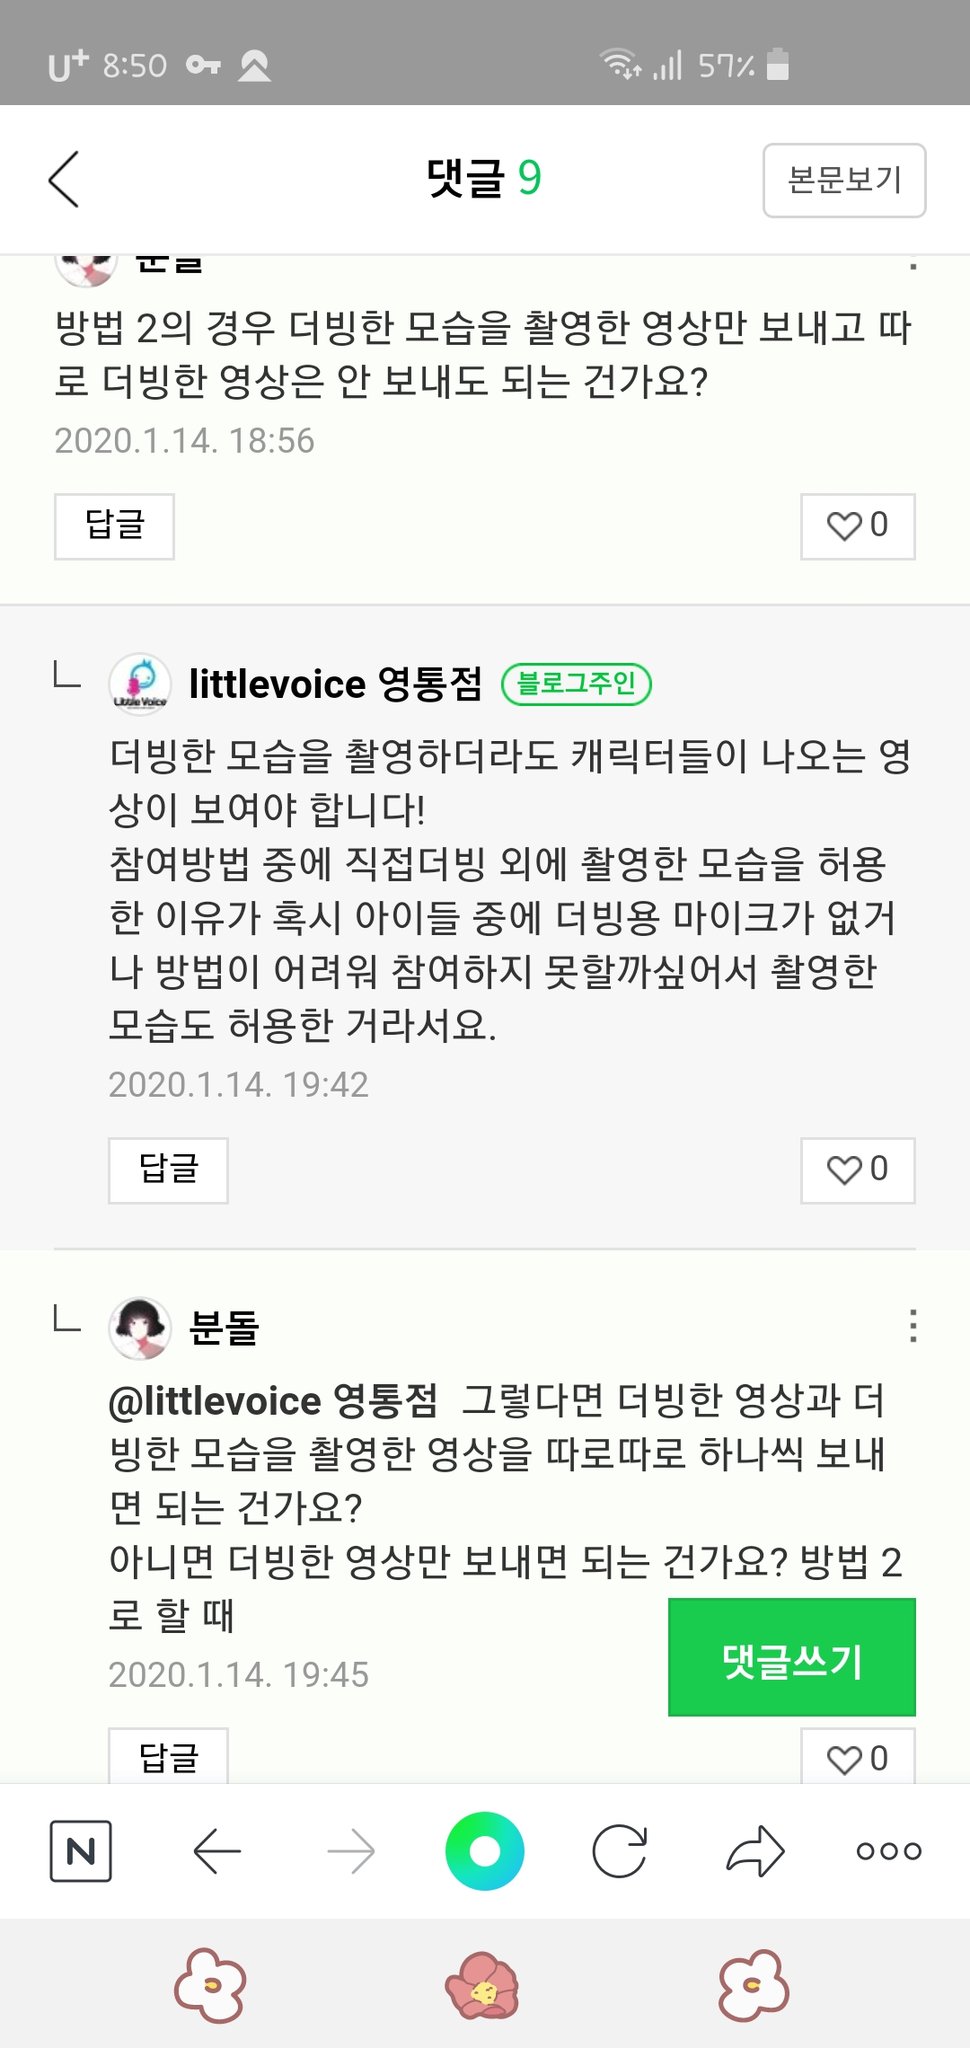 U+ 8:50 57%
댓글 9 본문보기
분돌
방법 2의 경우 더빙한 모습을 촬영한 영상만 보내고 따
로 더빙한 영상은 안 보내도 되는 건가요?
2020.1.14. 18:56
답글 0
littlevoice 영통점 블로그주인
Little Voice
더빙한 모습을 촬영하더라도 캐릭터들이 나오는 영
상이 보여야 합니다!
참여방법 중에 직접더빙 외에 촬영한 모습을 허용
한 이유가 혹시 아이들 중에 더빙용 마이크가 없거
나 방법이 어려워 참여하지 못할까싶어서 촬영한
모습도 허용한 거라서요.
2020.1.14. 19:42
답글 0
분돌
@littlevoice 영통점 그렇다면 더빙한 영상과 더
빙한 모습을 촬영한 영상을 따로따로 하나씩 보내
면 되는 건가요?
아니면 더빙한 영상만 보내면 되는 건가요? 방법 2
로 할 때
2020.1.14. 19:45
댓글쓰기
답글 0
N